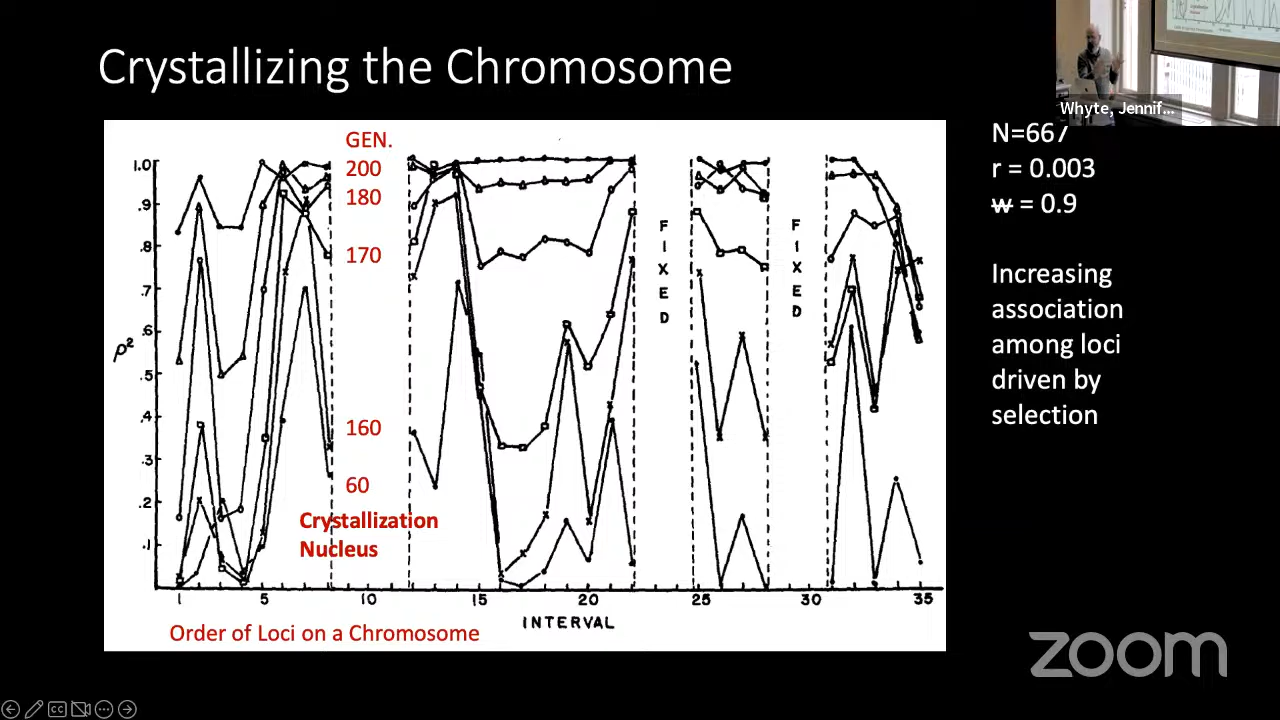 Crystallizing the Chromosome
Whyte, Jennif...
GEN.
200
180
170
160
60
Crystallization
Nucleus
1.0
.9
.8
.7
.6
.5
.4
.3
.2
.1
ρ²
FIXED
FIXED
1 5 10 15 20 25 30 35
INTERVAL
Order of Loci on a Chromosome
N=667
r = 0.003
w = 0.9
Increasing
association
among loci
driven by
selection
zoom
CC